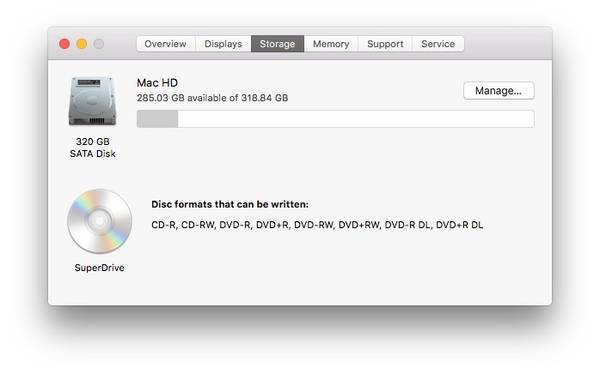 Overview Displays Storage Memory Support Service
Mac HD
285.03 GB available of 318.84 GB
Manage...
320 GB
SATA Disk
Disc formats that can be written:
CD-R, CD-RW, DVD-R, DVD+R, DVD-RW, DVD+RW, DVD-R DL, DVD+R DL
SuperDrive